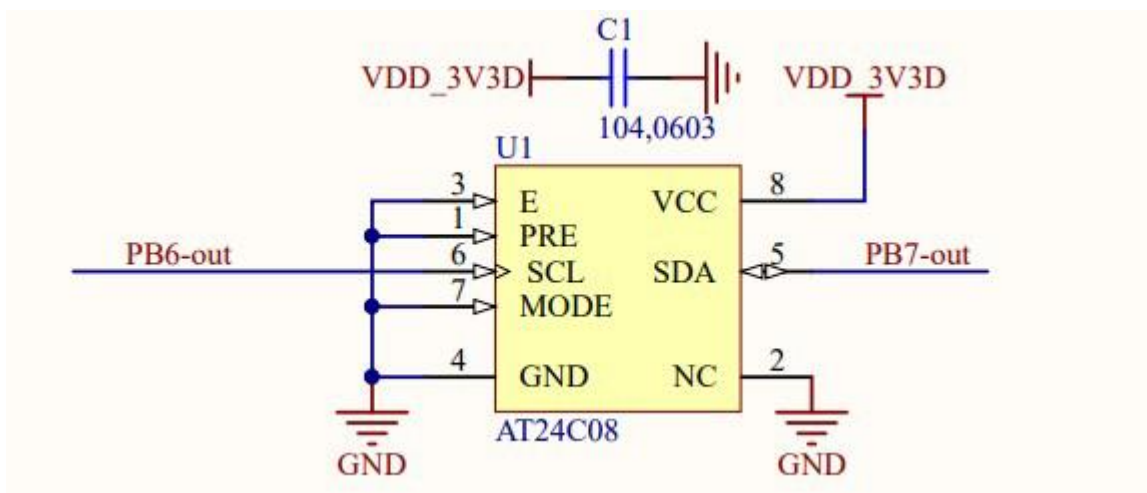 C1
VDD_3V3D
VDD_3V3D
104,0603
U1
3 E VCC 8
1 PRE
PB6-out 6 SCL SDA 5 PB7-out
7 MODE
4 GND NC 2
AT24C08
GND GND